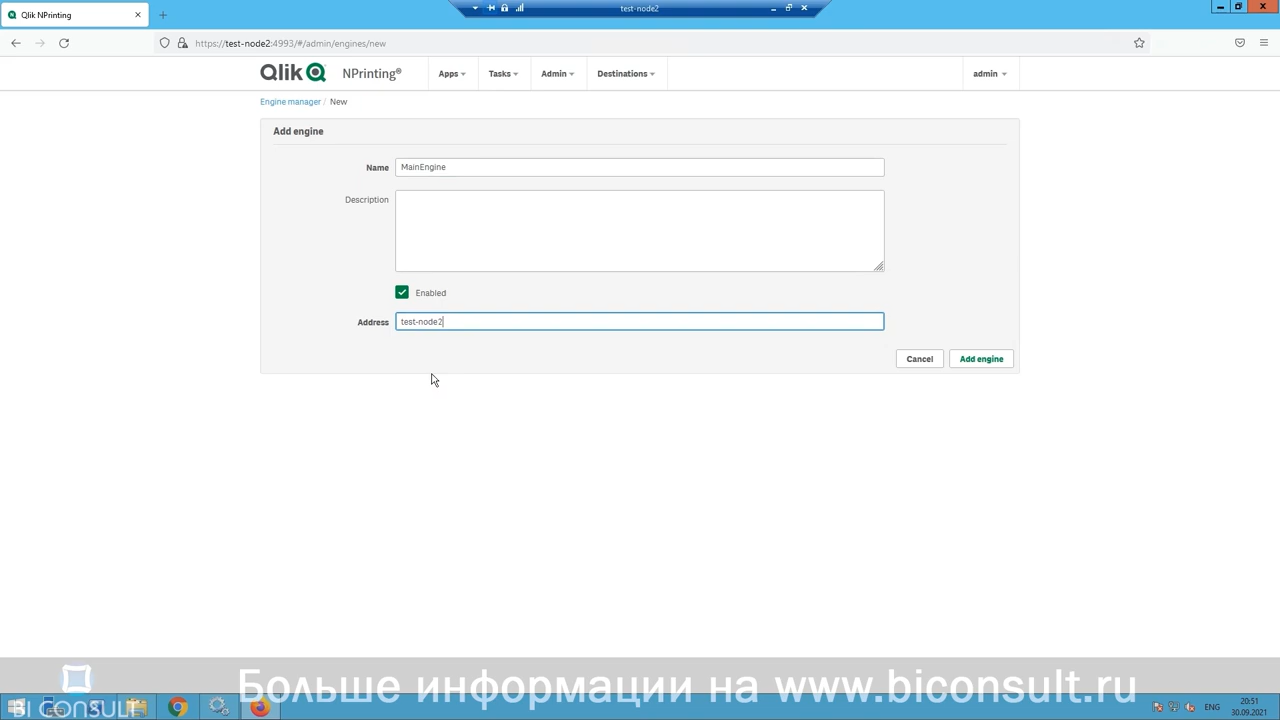 test-node2
Qlik NPrinting
https://test-node2:4993/#/admin/engines/new
Qlik NPrinting® Apps Tasks Admin Destinations admin
Engine manager / New
Add engine
Name MainEngine
Description
Enabled
Address test-node2
Cancel Add engine
Больше информации на www.biconsult.ru
BI CONSULT
ENG
20:51
30.09.2021